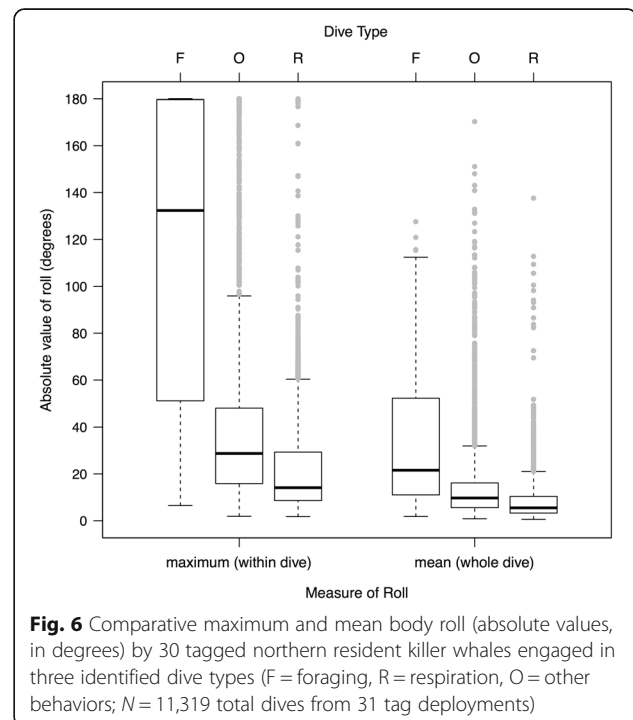 Dive Type
F O R F O R
180
160
140
120
100
80
60
40
20
0
Absolute value of roll (degrees)
maximum (within dive) mean (whole dive)
Measure of Roll
Fig. 6 Comparative maximum and mean body roll (absolute values,
in degrees) by 30 tagged northern resident killer whales engaged in
three identified dive types (F = foraging, R = respiration, O = other
behaviors; N = 11,319 total dives from 31 tag deployments)